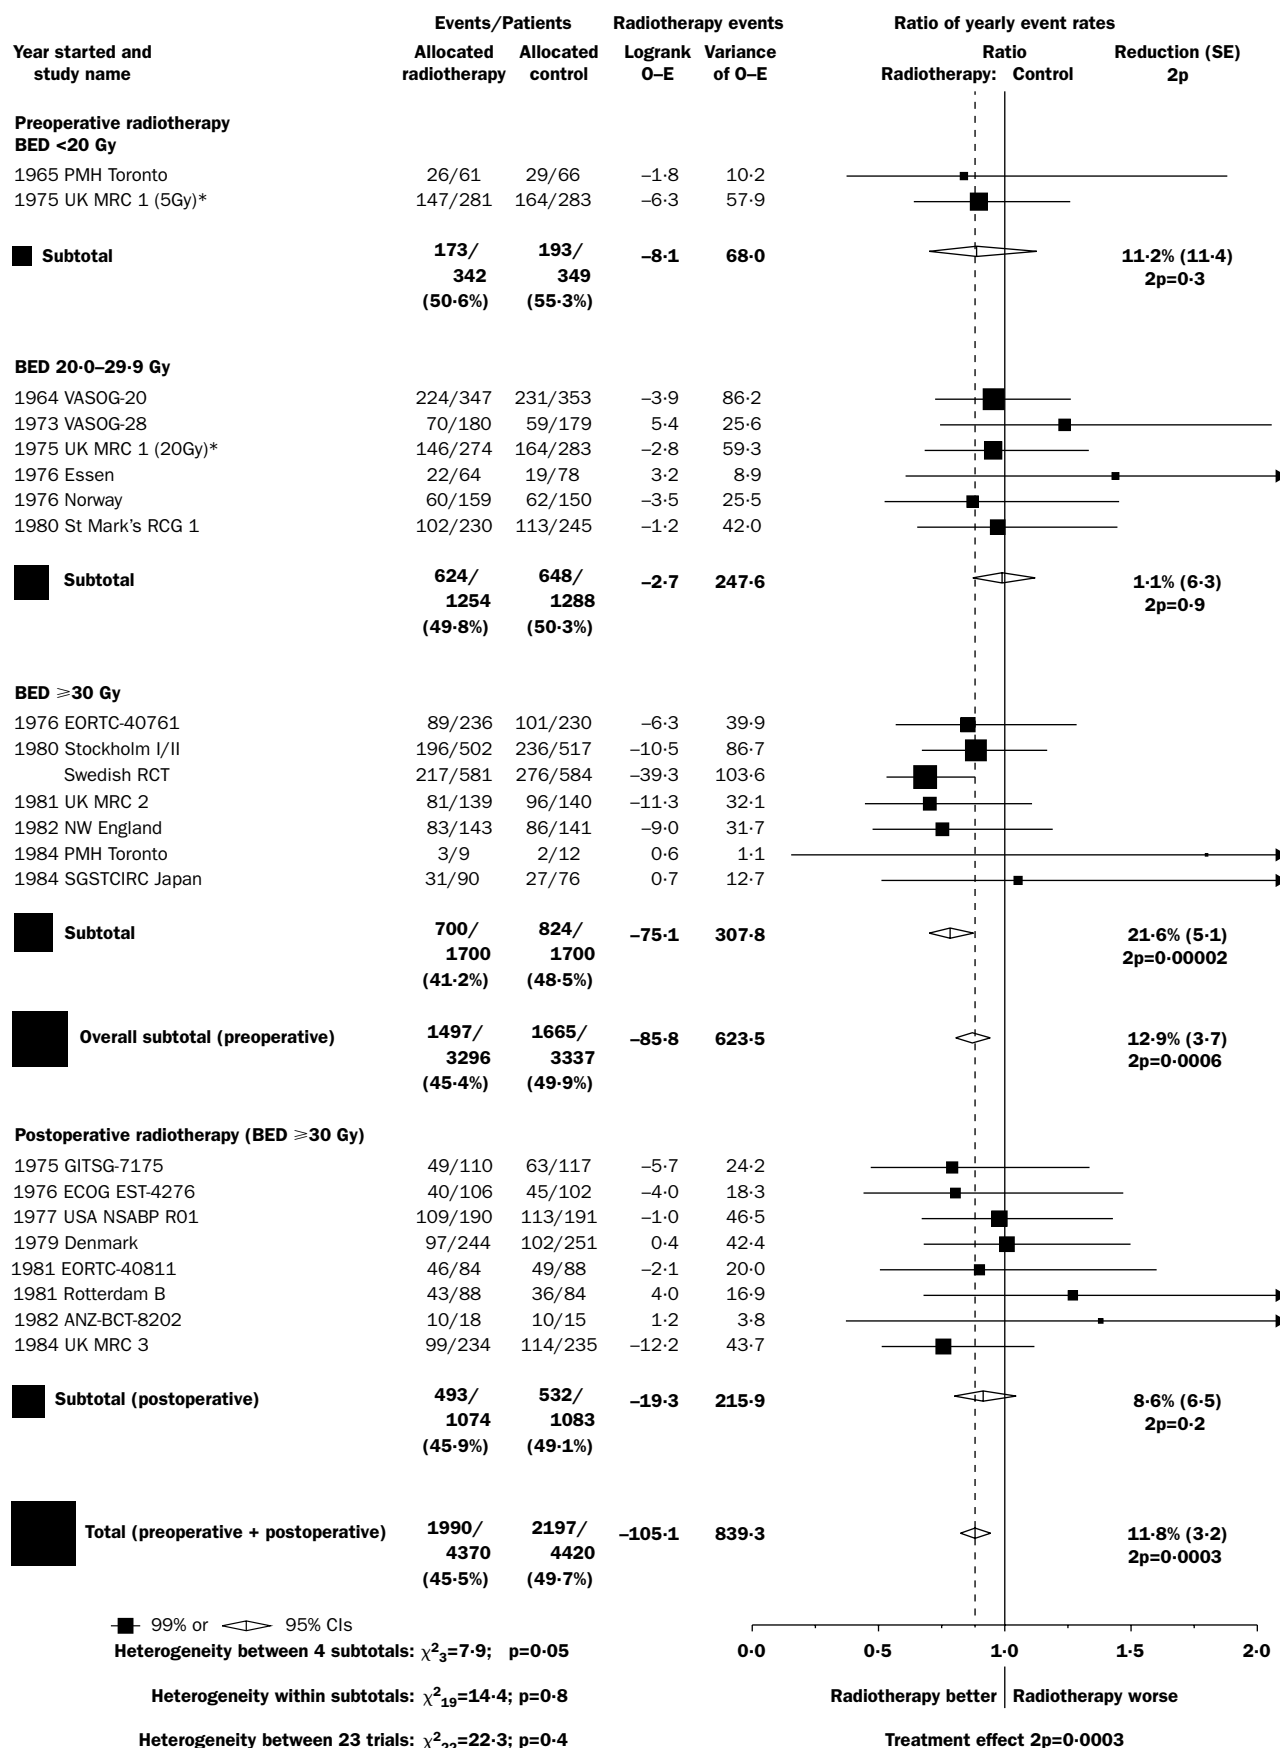 Events/Patients Radiotherapy events Ratio of yearly event rates
Year started and Allocated Allocated Logrank Variance Ratio Reduction (SE)
study name radiotherapy control O–E of O–E Radiotherapy: Control 2p
Preoperative radiotherapy
BED <20 Gy
1965 PMH Toronto 26/61 29/66 –1·8 10·2
1975 UK MRC 1 (5Gy)* 147/281 164/283 –6·3 57·9
Subtotal 173/ 193/ –8·1 68·0 11·2% (11·4)
342 349 2p=0·3
(50·6%) (55·3%)
BED 20·0–29·9 Gy
1964 VASOG-20 224/347 231/353 –3·9 86·2
1973 VASOG-28 70/180 59/179 5·4 25·6
1975 UK MRC 1 (20Gy)* 146/274 164/283 –2·8 59·3
1976 Essen 22/64 19/78 3·2 8·9
1976 Norway 60/159 62/150 –3·5 25·5
1980 St Mark's RCG 1 102/230 113/245 –1·2 42·0
Subtotal 624/ 648/ –2·7 247·6 1·1% (6·3)
1254 1288 2p=0·9
(49·8%) (50·3%)
BED ⩾30 Gy
1976 EORTC-40761 89/236 101/230 –6·3 39·9
1980 Stockholm I/II 196/502 236/517 –10·5 86·7
Swedish RCT 217/581 276/584 –39·3 103·6
1981 UK MRC 2 81/139 96/140 –11·3 32·1
1982 NW England 83/143 86/141 –9·0 31·7
1984 PMH Toronto 3/9 2/12 0·6 1·1
1984 SGSTCIRC Japan 31/90 27/76 0·7 12·7
Subtotal 700/ 824/ –75·1 307·8 21·6% (5·1)
1700 1700 2p=0·00002
(41·2%) (48·5%)
Overall subtotal (preoperative) 1497/ 1665/ –85·8 623·5 12·9% (3·7)
3296 3337 2p=0·0006
(45·4%) (49·9%)
Postoperative radiotherapy (BED ⩾30 Gy)
1975 GITSG-7175 49/110 63/117 –5·7 24·2
1976 ECOG EST-4276 40/106 45/102 –4·0 18·3
1977 USA NSABP R01 109/190 113/191 –1·0 46·5
1979 Denmark 97/244 102/251 0·4 42·4
1981 EORTC-40811 46/84 49/88 –2·1 20·0
1981 Rotterdam B 43/88 36/84 4·0 16·9
1982 ANZ-BCT-8202 10/18 10/15 1·2 3·8
1984 UK MRC 3 99/234 114/235 –12·2 43·7
Subtotal (postoperative) 493/ 532/ –19·3 215·9 8·6% (6·5)
1074 1083 2p=0·2
(45·9%) (49·1%)
Total (preoperative + postoperative) 1990/ 2197/ –105·1 839·3 11·8% (3·2)
4370 4420 2p=0·0003
(45·5%) (49·7%)
99% or 95% CIs
0·0 0·5 1·0 1·5 2·0
Heterogeneity between 4 subtotals: χ²₃=7·9; p=0·05
Heterogeneity within subtotals: χ²₁₉=14·4; p=0·8 Radiotherapy better Radiotherapy worse
Heterogeneity between 23 trials: χ²₂₂=22·3; p=0·4 Treatment effect 2p=0·0003